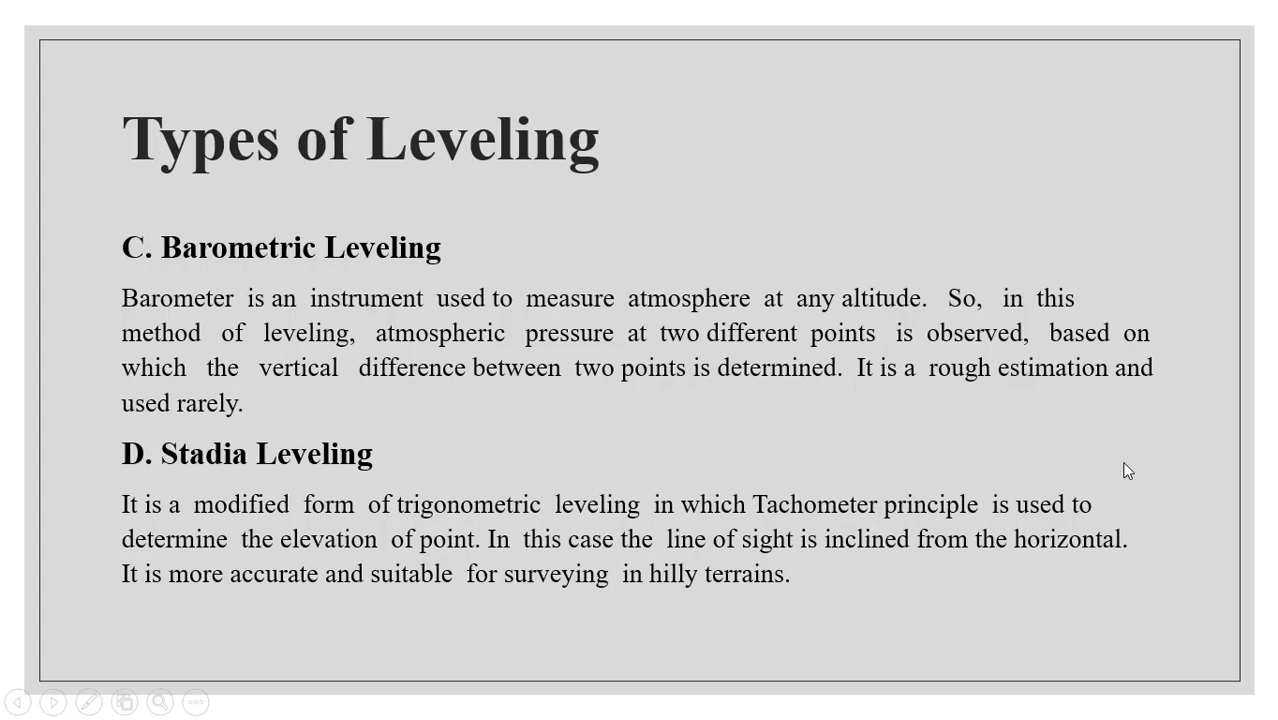 Types of Leveling
C. Barometric Leveling
Barometer is an instrument used to measure atmosphere at any altitude. So, in this
method of leveling, atmospheric pressure at two different points is observed, based on
which the vertical difference between two points is determined. It is a rough estimation and
used rarely.
D. Stadia Leveling
It is a modified form of trigonometric leveling in which Tachometer principle is used to
determine the elevation of point. In this case the line of sight is inclined from the horizontal.
It is more accurate and suitable for surveying in hilly terrains.